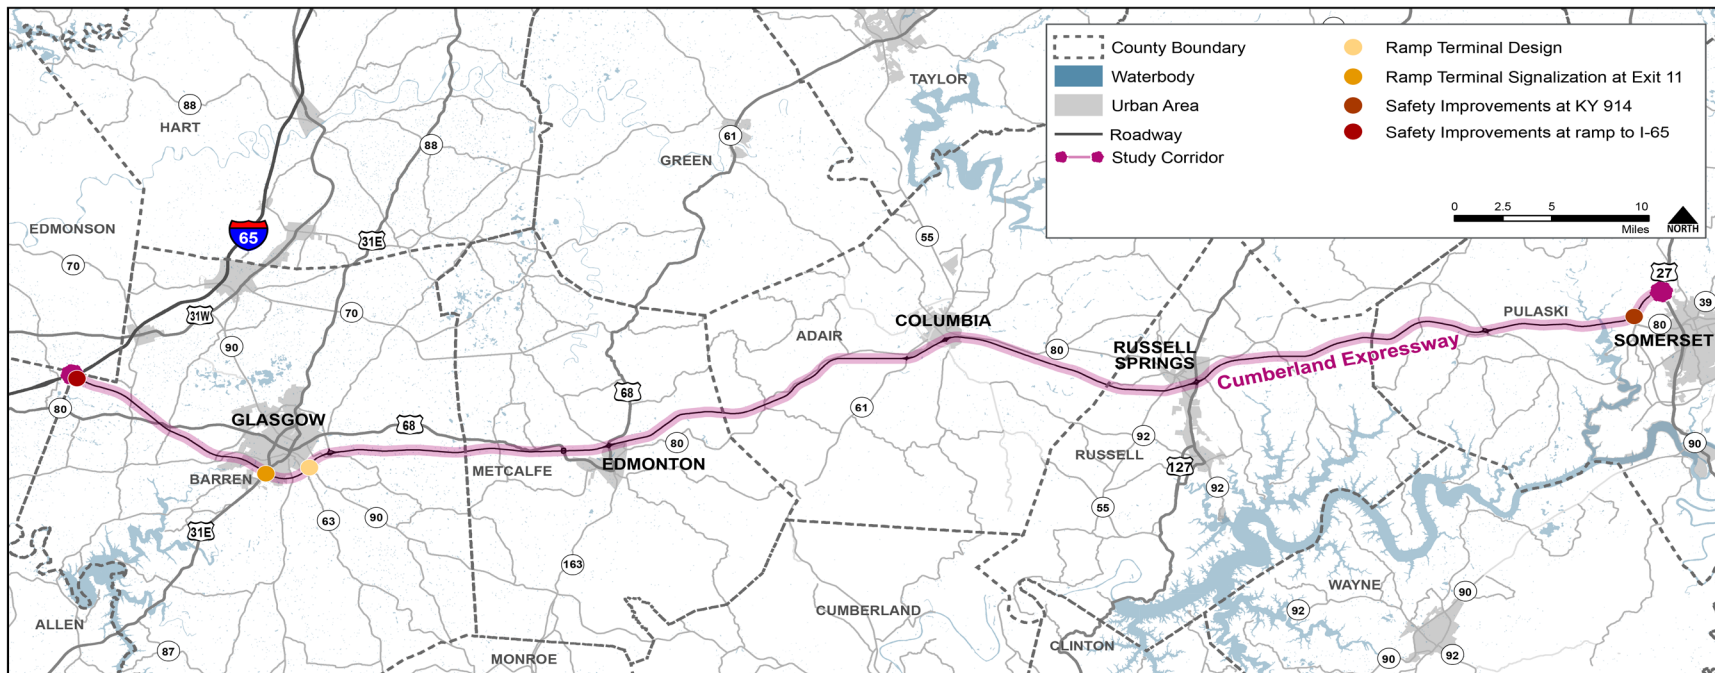 County Boundary
Waterbody
Urban Area
Roadway
Study Corridor
Ramp Terminal Design
Ramp Terminal Signalization at Exit 11
Safety Improvements at KY 914
Safety Improvements at ramp to I-65
0 2.5 5 10
Miles
NORTH
TAYLOR
88
HART
61
88
GREEN
EDMONSON
65
31E
55
70
27
39
31W
70
PULASKI
COLUMBIA
80
ADAIR
SOMERSET
90
80
RUSSELL
SPRINGS
Cumberland Expressway
68
80
61
GLASGOW
68
92
80
90
EDMONTON
RUSSELL
METCALFE
127
BARREN
92
55
63
90
31E
163
WAYNE
90
CUMBERLAND
92
ALLEN
CLINTON
87
MONROE
90
92